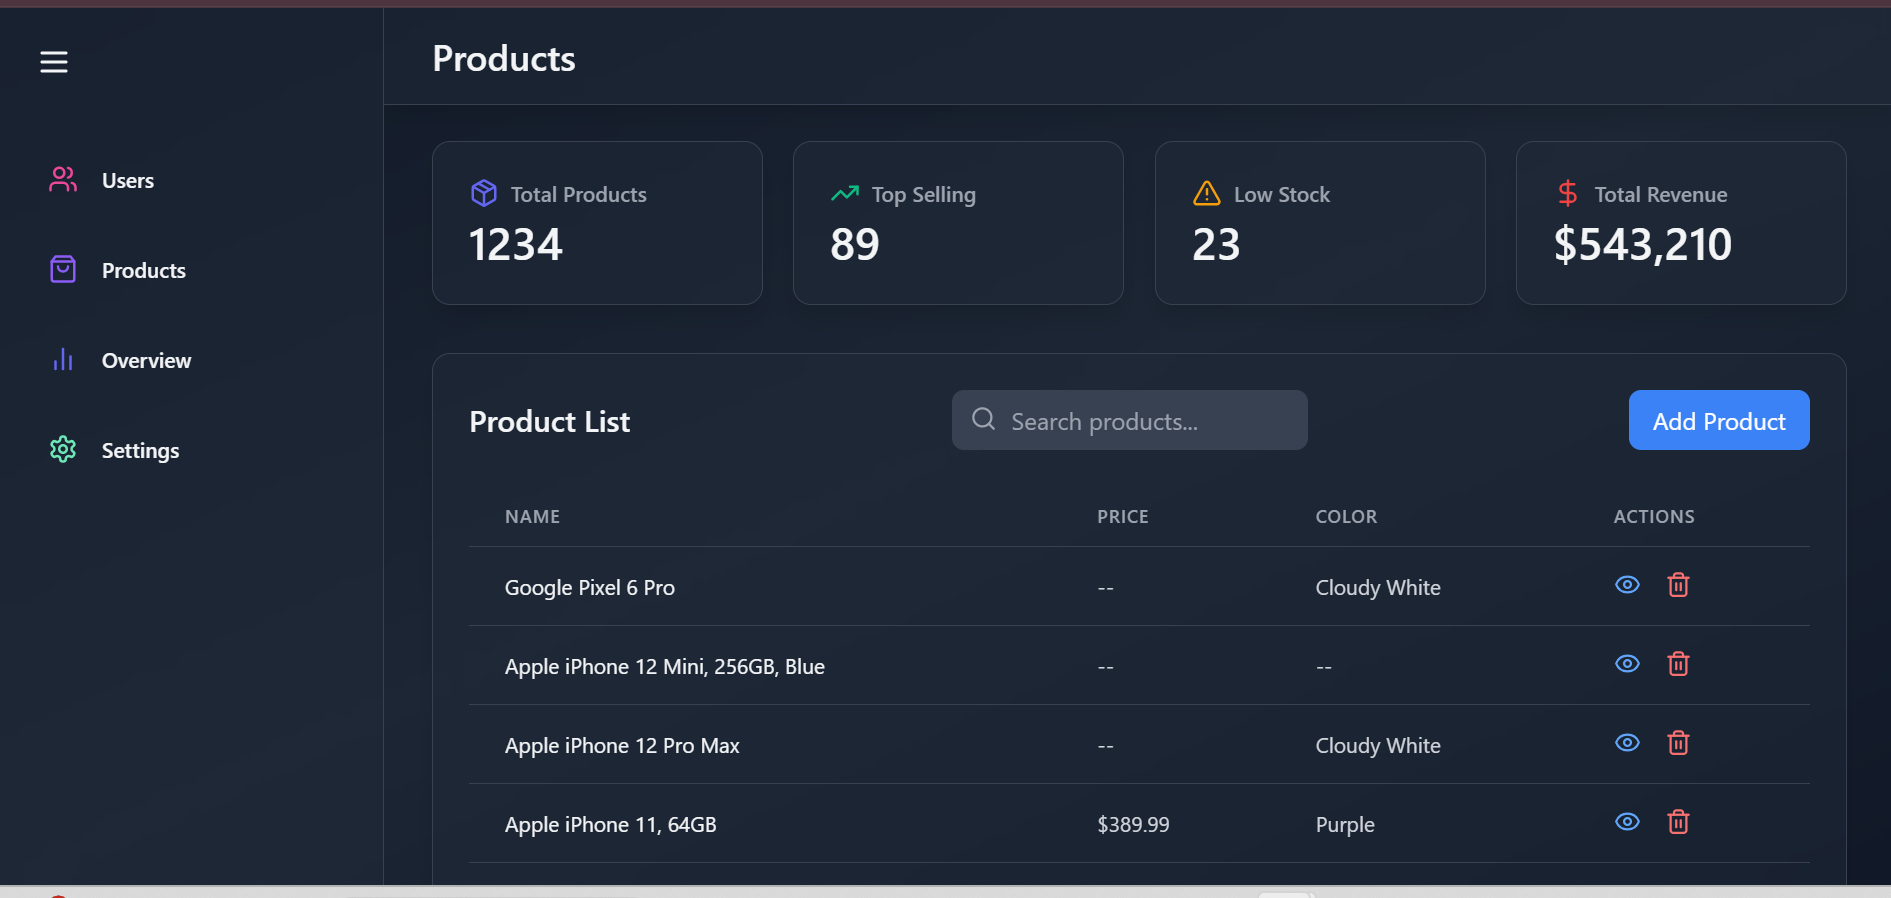 Products
Users
Products
Overview
Settings
Total Products
1234
Top Selling
89
Low Stock
23
Total Revenue
$543,210
Product List
Search products...
Add Product
NAME PRICE COLOR ACTIONS
Google Pixel 6 Pro -- Cloudy White
Apple iPhone 12 Mini, 256GB, Blue -- --
Apple iPhone 12 Pro Max -- Cloudy White
Apple iPhone 11, 64GB $389.99 Purple